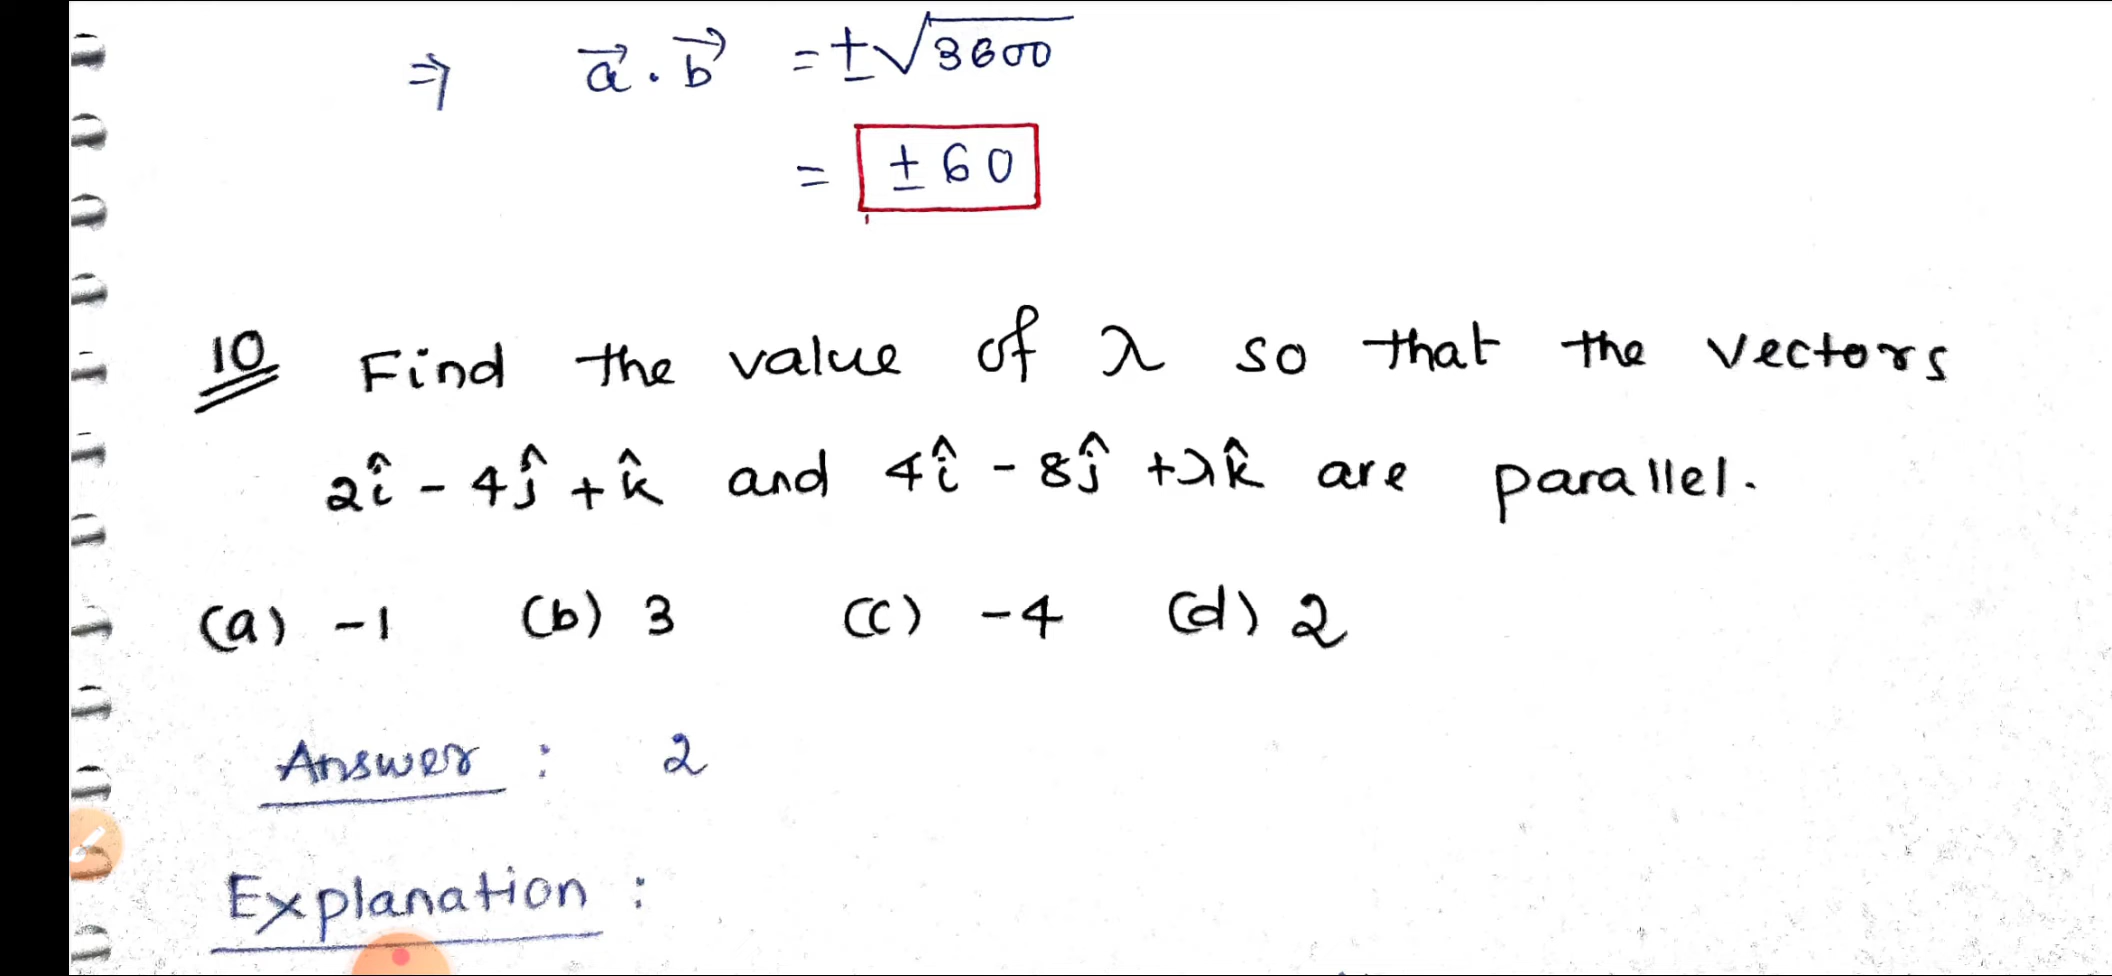 ⇒ a⃗ . b⃗ = ±√3600
= ±60
10 Find the value of λ so that the vectors
2î - 4ĵ + k̂ and 4î - 8ĵ + λk̂ are parallel.
(a) -1 (b) 3 (c) -4 (d) 2
Answer : 2
Explanation :